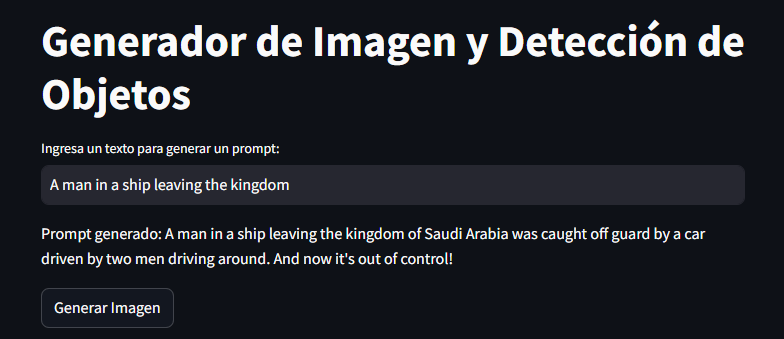 Generador de Imagen y Detección de
Objetos
Ingresa un texto para generar un prompt:
A man in a ship leaving the kingdom
Prompt generado: A man in a ship leaving the kingdom of Saudi Arabia was caught off guard by a car
driven by two men driving around. And now it's out of control!
Generar Imagen